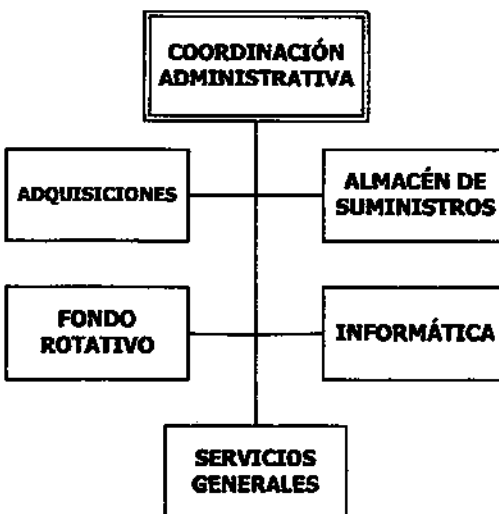 COORDINACIÓN
ADMINISTRATIVA
ADQUISICIONES
ALMACÉN DE
SUMINISTROS
FONDO
ROTATIVO
INFORMÁTICA
SERVICIOS
GENERALES